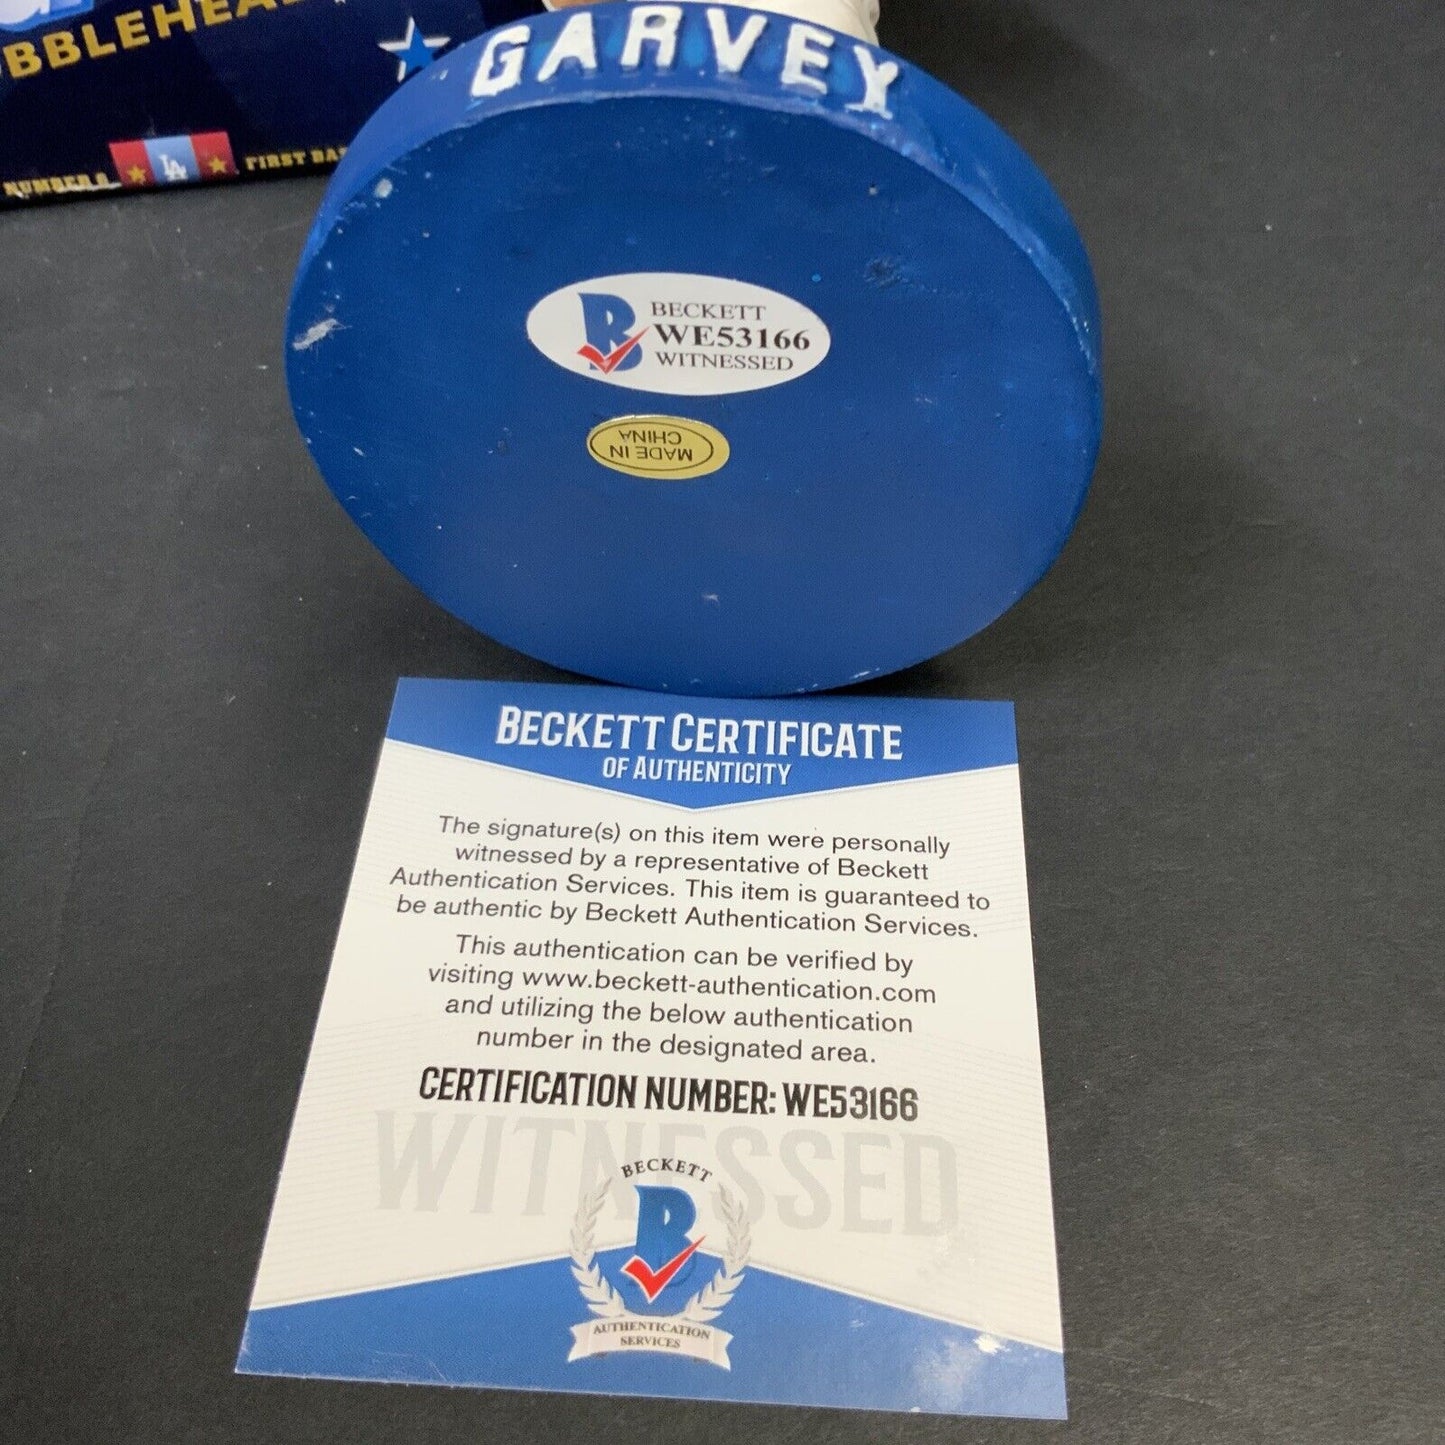 BBLEHEA
NUMBER 6
LA
FIRST BA
GARVEY
BECKETT
WE53166
WITNESSED
MADE IN
CHINA
BECKETT CERTIFICATE
OF AUTHENTICITY
The signature(s) on this item were personally
witnessed by a representative of Beckett
Authentication Services. This item is guaranteed to
be authentic by Beckett Authentication Services.
This authentication can be verified by
visiting www.beckett-authentication.com
and utilizing the below authentication
number in the designated area.
CERTIFICATION NUMBER: WE53166
WITNESSED
BECKETT
B
AUTHENTICATION
SERVICES